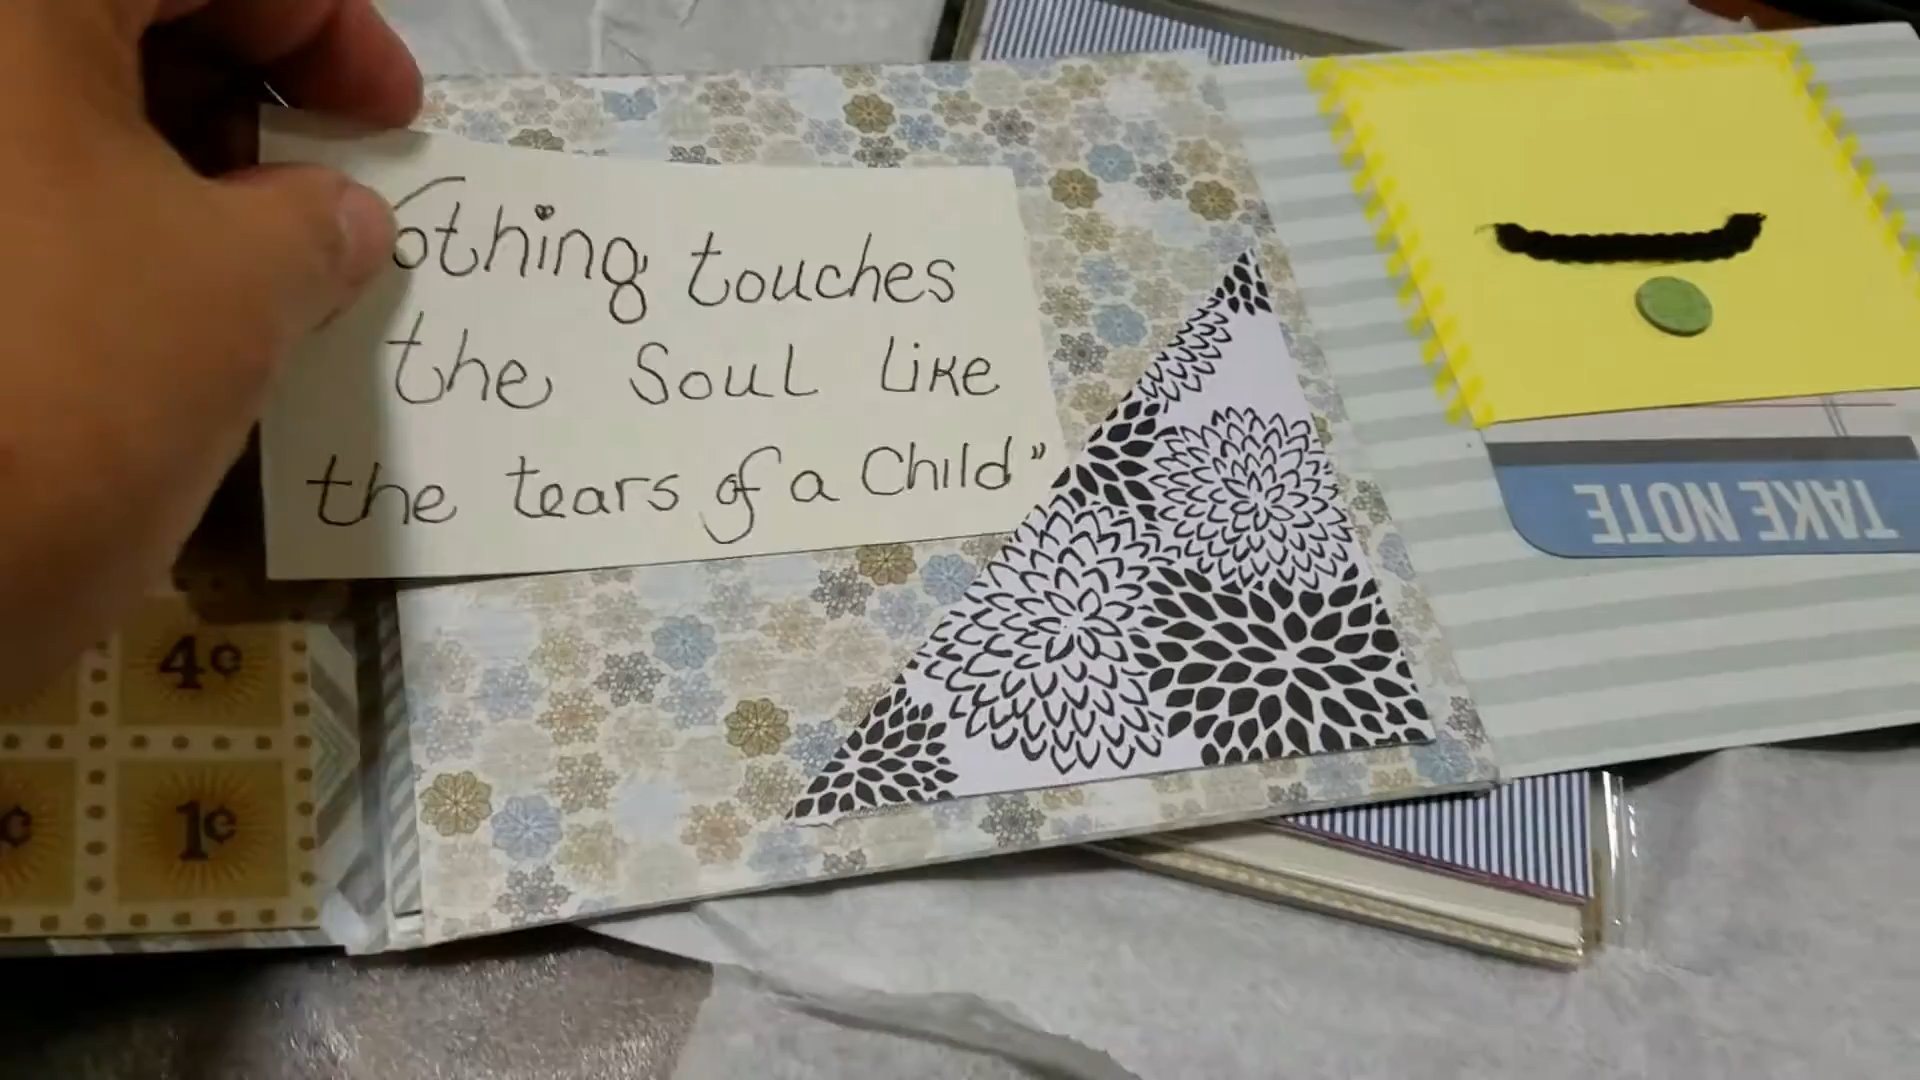 othing touches
the Soul Like
the tears of a Child"
TAKE NOTE
4¢
¢
1¢